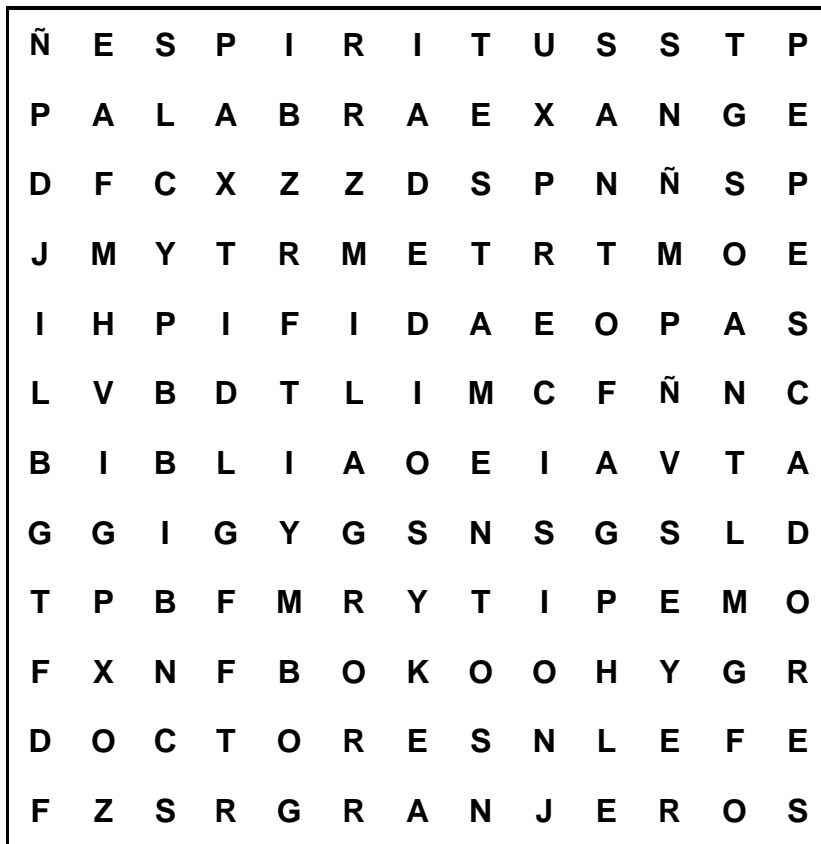 Ñ E S P I R I T U S S T P
P A L A B R A E X A N G E
D F C X Z Z D S P N Ñ S P
J M Y T R M E T R T M O E
I H P I F I D A E O P A S
L V B D T L I M C F Ñ N C
B I B L I A O E I A V T A
G G I G Y G S N S G S L D
T P B F M R Y T I P E M O
F X N F B O K O O H Y G R
D O C T O R E S N L E F E
F Z S R G R A N J E R O S